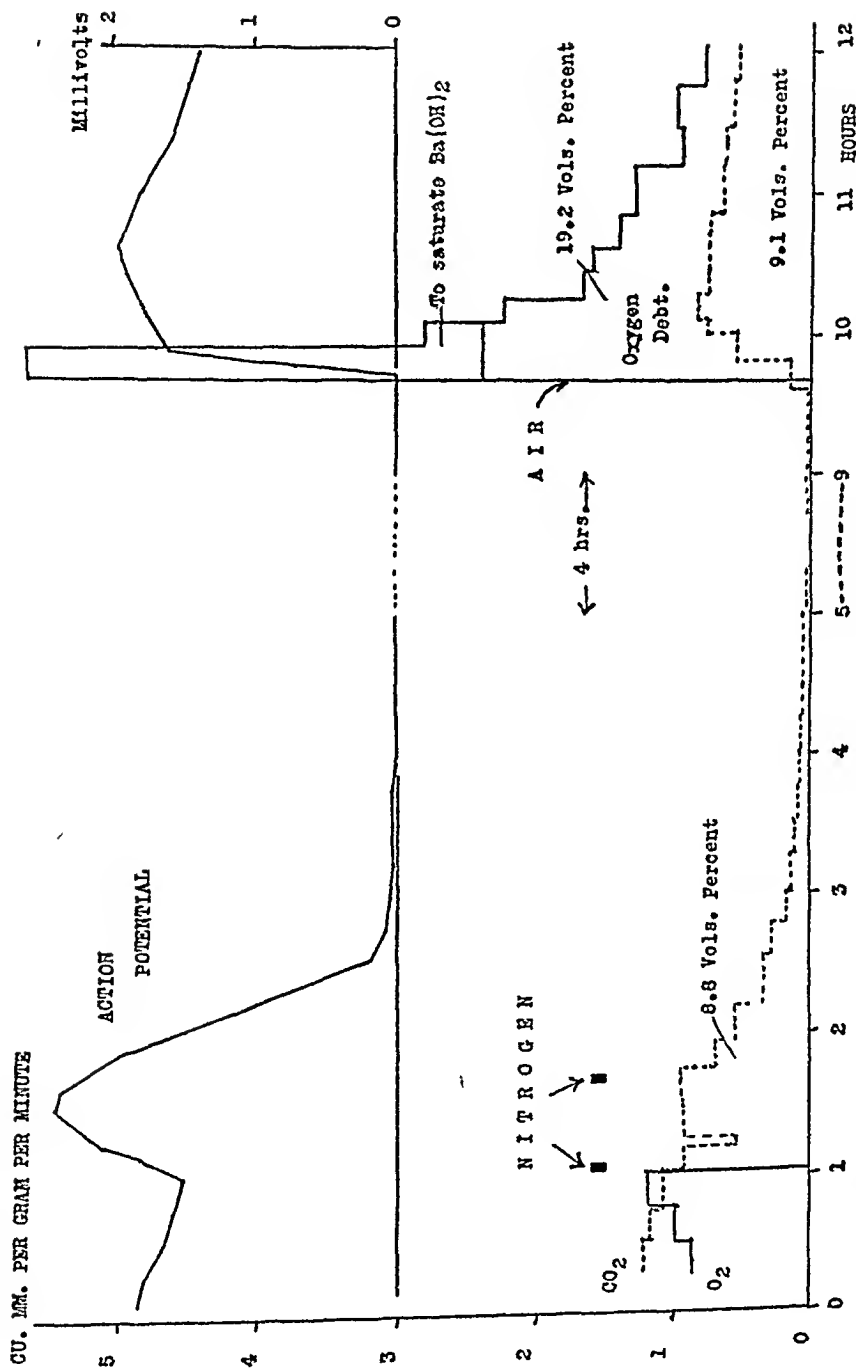 CU. MM. PER GRAM PER MINUTE
5
4
3
2
1
0
Millivolts
2
1
0
ACTION
POTENTIAL
To saturate Ba(OH)2
19.2 Vols. Percent
Oxygen
Debt.
9.1 Vols. Percent
AIR
← 4 hrs. →
NITROGEN
8.8 Vols. Percent
CO2
O2
0
1
2
3
4
5-------9
10
11
12
HOURS